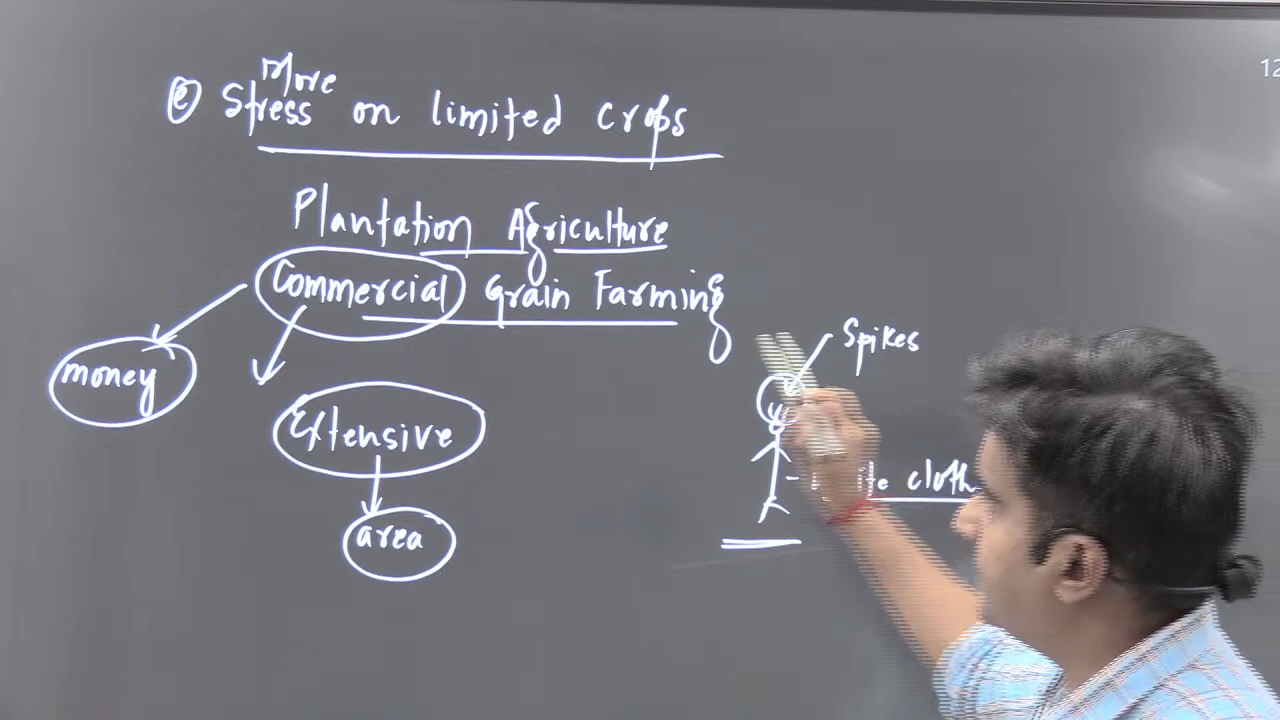 More
ⓔ Stress on limited crops
Plantation Agriculture
Commercial Grain Farming
money
Extensive
area
Spikes
cloth
12